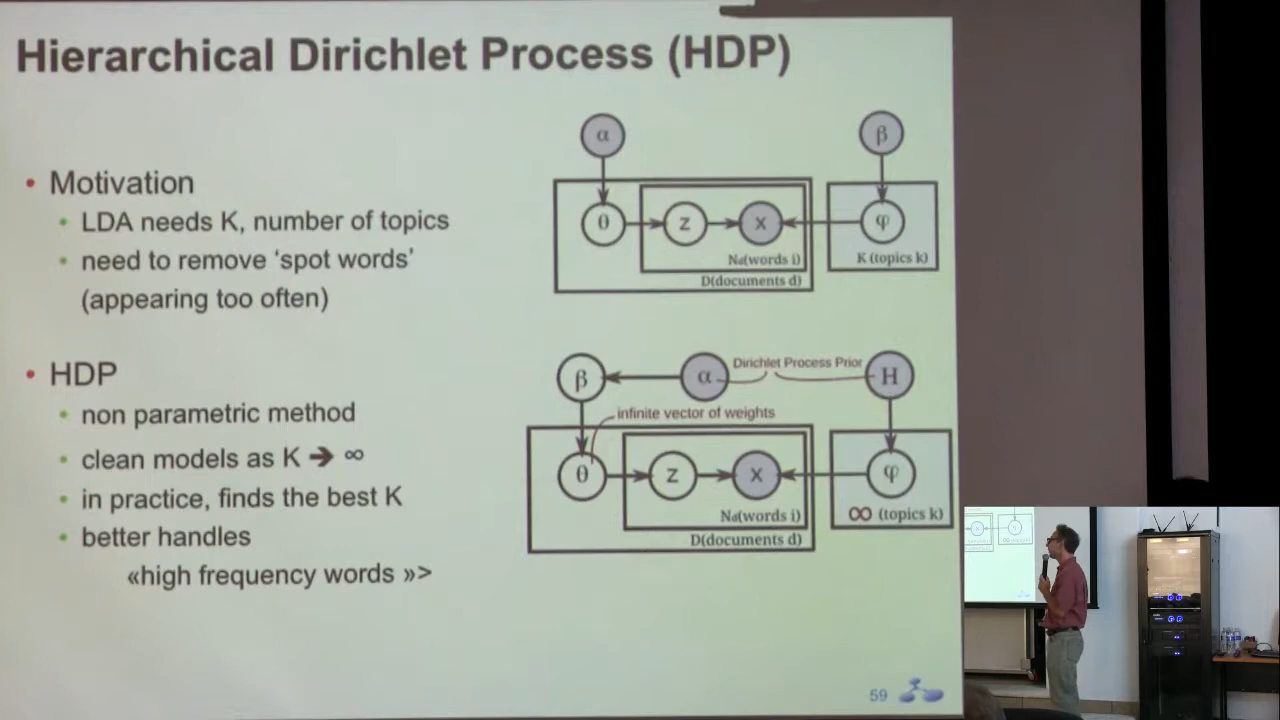 Hierarchical Dirichlet Process (HDP)
• Motivation
• LDA needs K, number of topics
• need to remove ‘spot words’
(appearing too often)
• HDP
• non parametric method
• clean models as K ➔ ∞
• in practice, finds the best K
• better handles
«high frequency words »>
α
β
θ
z
x
φ
Nd(words i)
K (topics k)
D(documents d)
β
α
Dirichlet Process Prior
H
infinite vector of weights
θ
z
x
φ
Nd(words i)
∞ (topics k)
D(documents d)
59